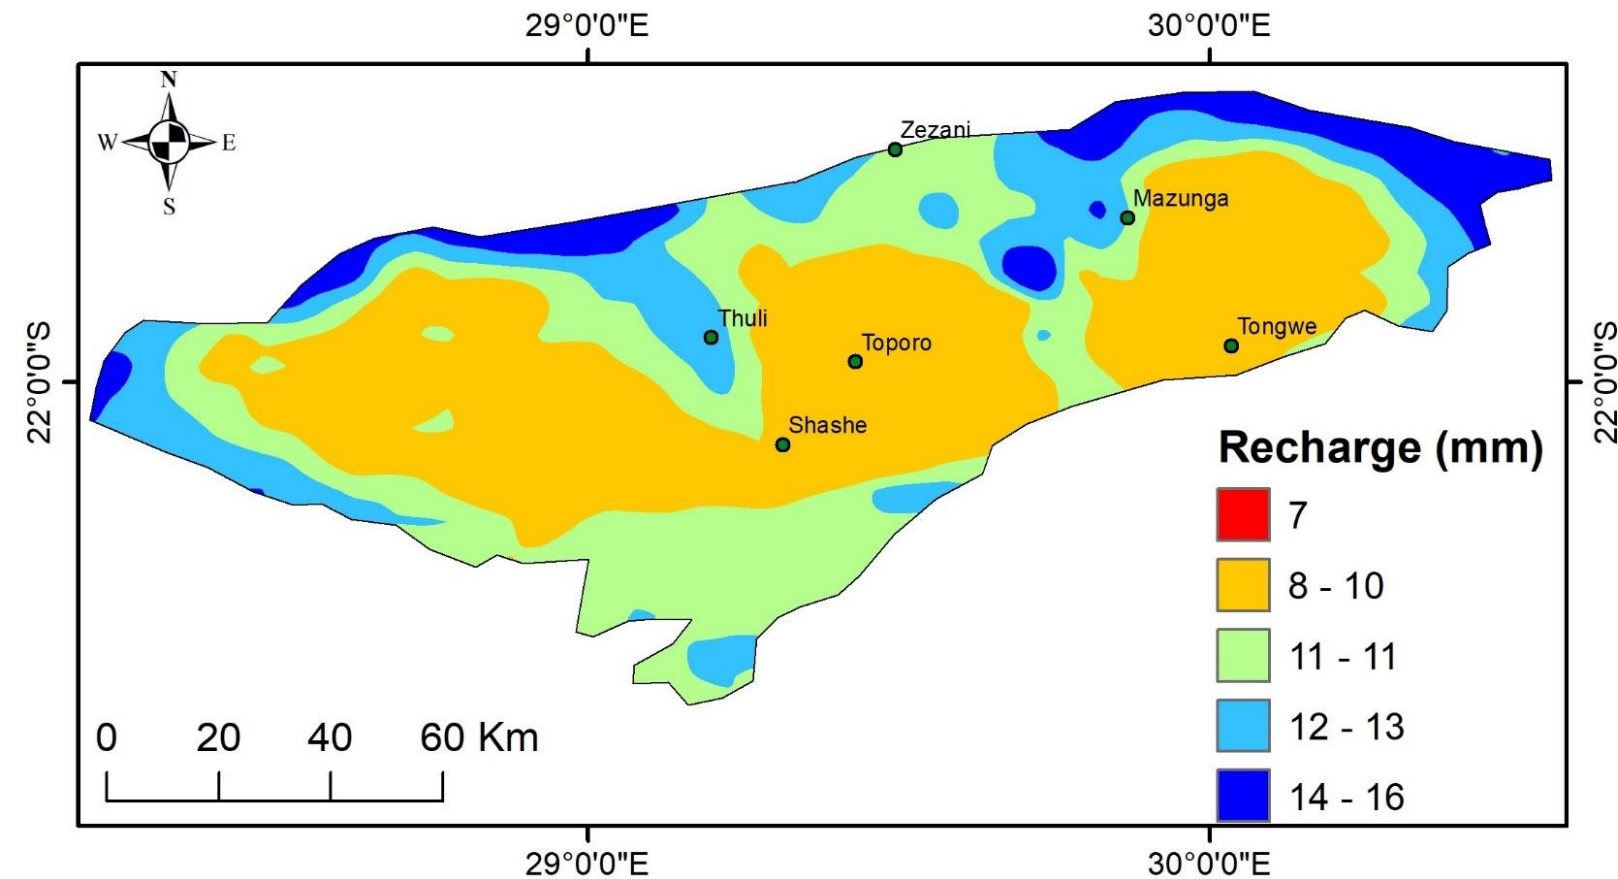 29°0'0"E 30°0'0"E
N
W E
S
Zezani
Mazunga
Thuli
Tongwe
Toporo
22°0'0"S 22°0'0"S
Shashe
Recharge (mm)
7
8 - 10
11 - 11
12 - 13
14 - 16
0 20 40 60 Km
29°0'0"E 30°0'0"E